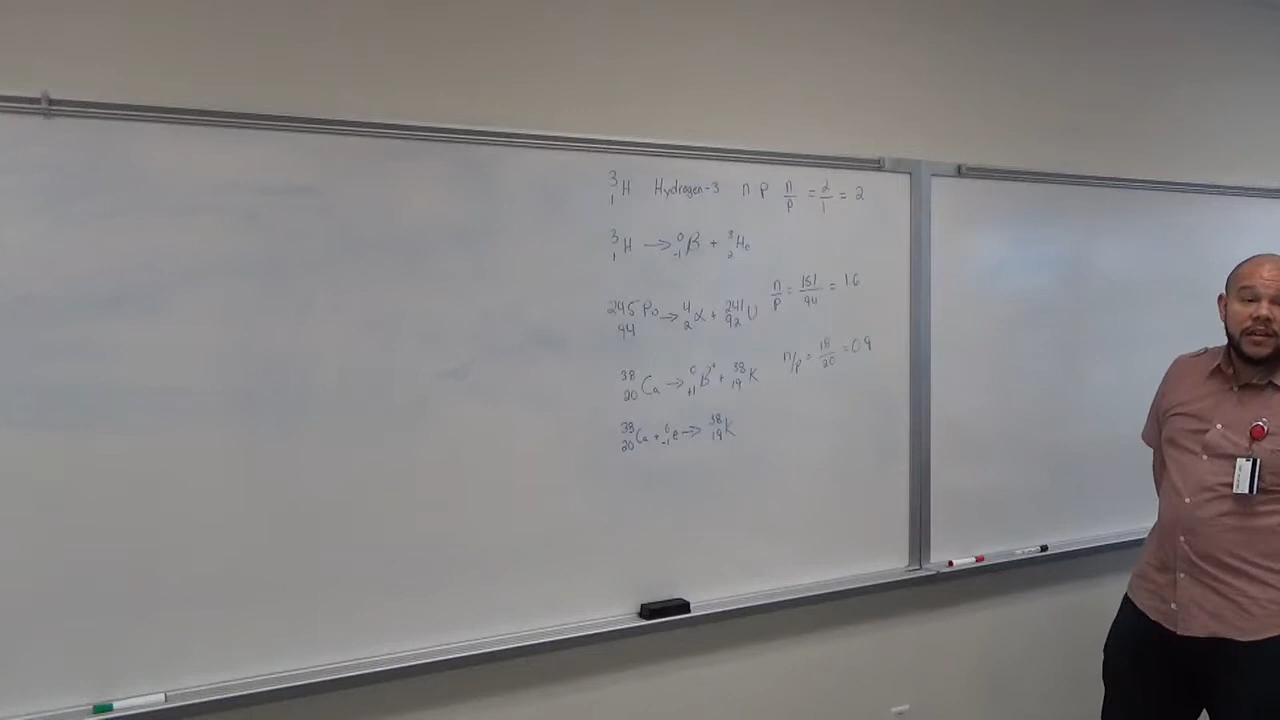 ³₁H Hydrogen-3 n p n/p = 2/1 = 2
³₁H → ⁰₋₁β + ³₂He
²⁴⁵₉₄Pu → ⁴₂α + ²⁴¹₉₂U n/p = 151/94 = 1.6
³⁸₂₀Ca → ⁰₊₁β⁺ + ³⁸₁₉K n/p = 18/20 = 0.9
³⁸₂₀Ca + ⁰₋₁e → ³⁸₁₉K